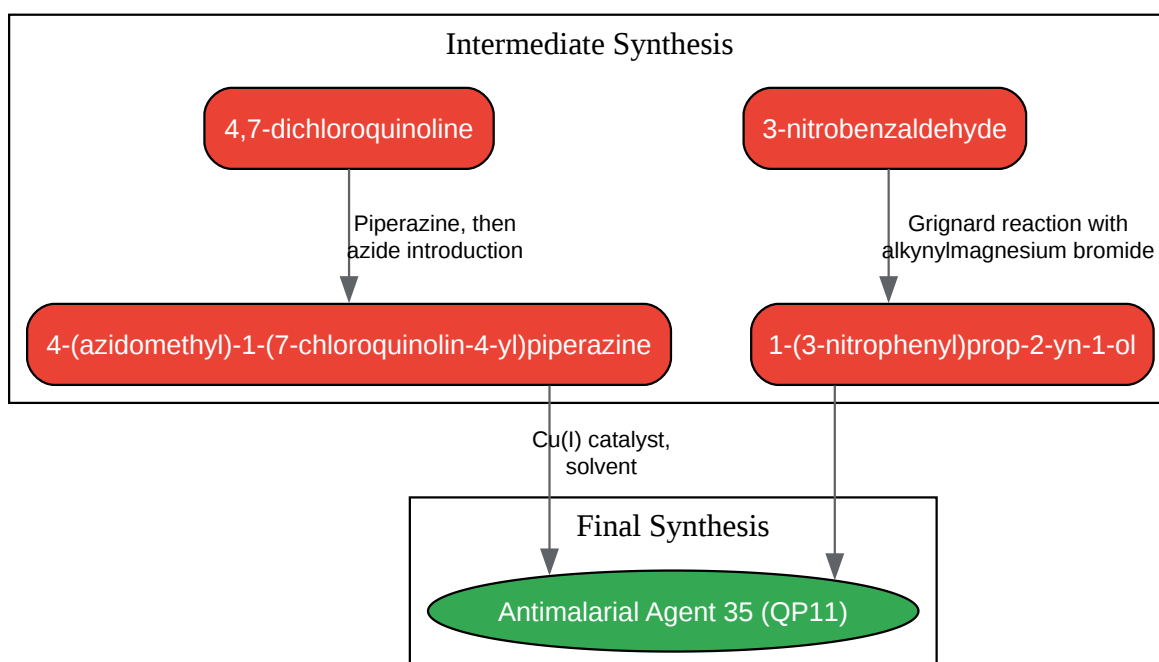 Intermediate Synthesis
4,7-dichloroquinoline
3-nitrobenzaldehyde
Piperazine, then
azide introduction
Grignard reaction with
alkynylmagnesium bromide
4-(azidomethyl)-1-(7-chloroquinolin-4-yl)piperazine
1-(3-nitrophenyl)prop-2-yn-1-ol
Cu(I) catalyst,
solvent
Final Synthesis
Antimalarial Agent 35 (QP11)